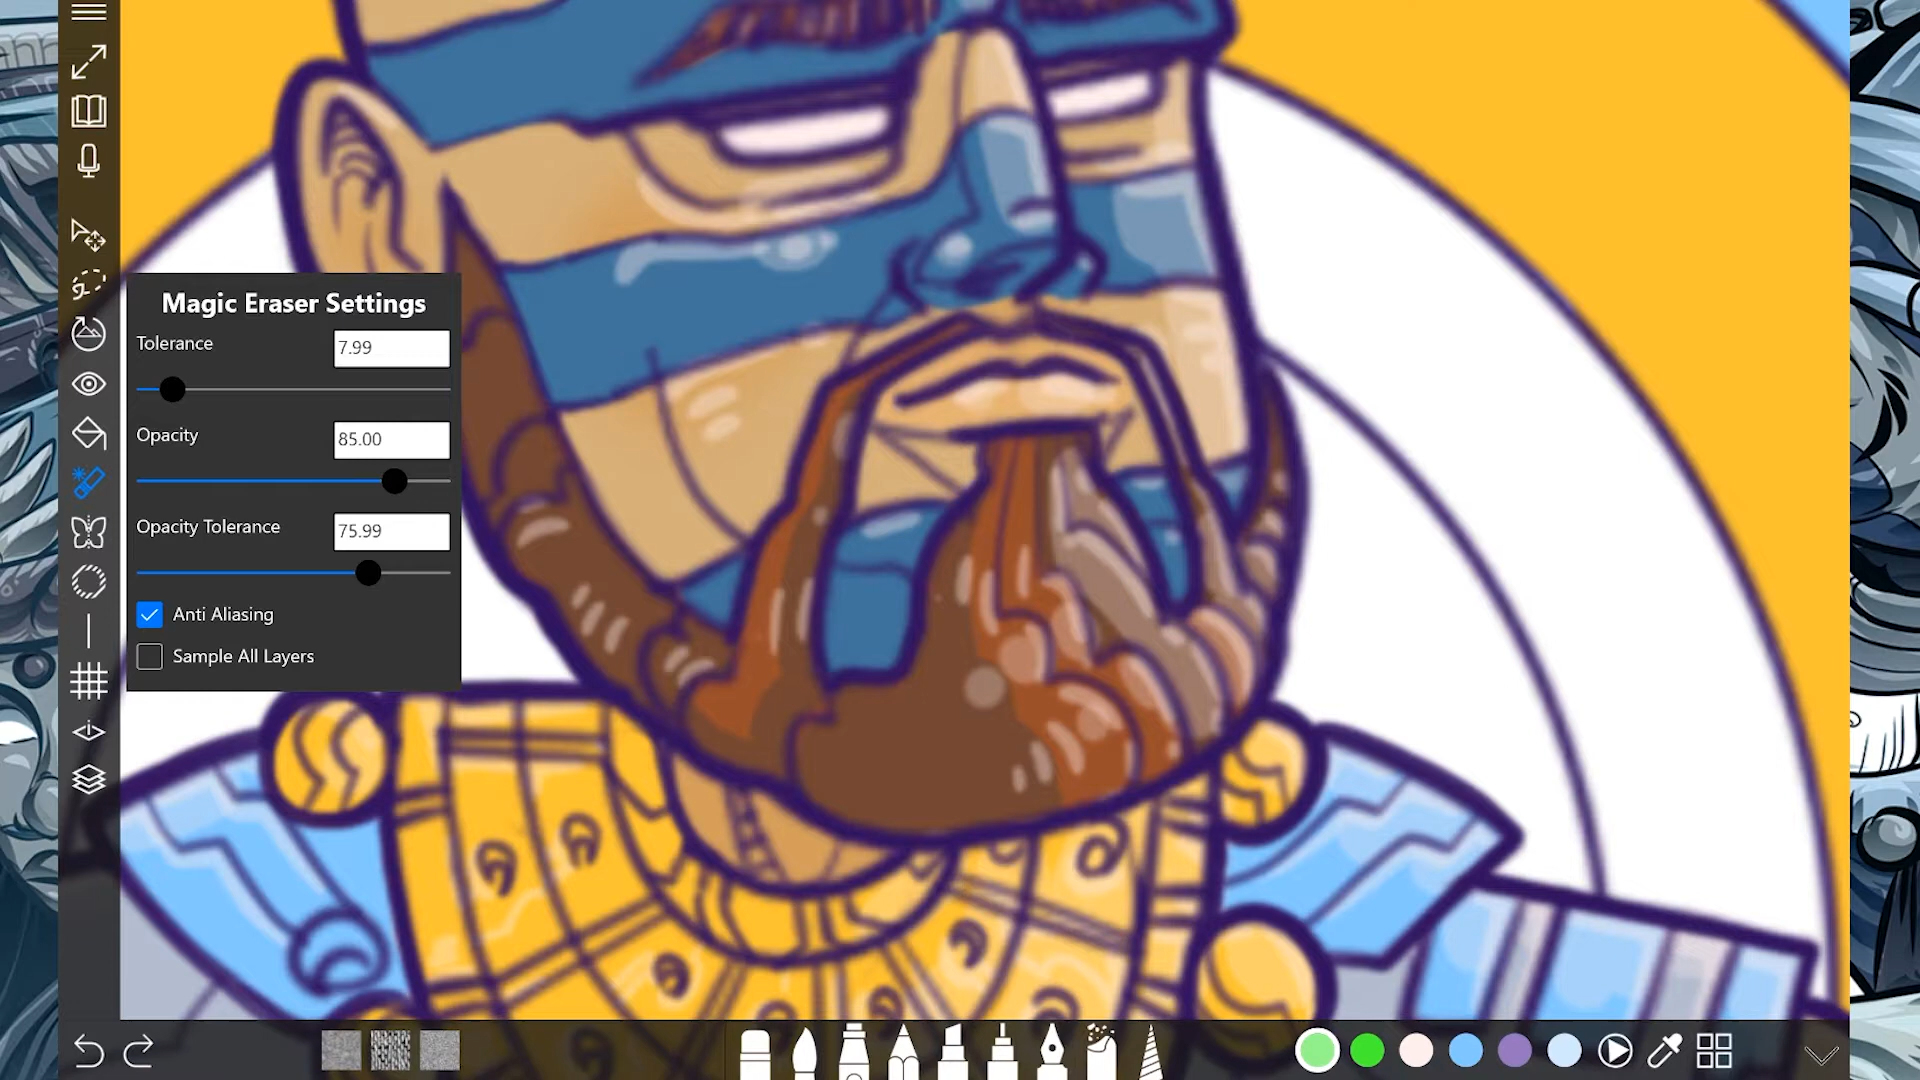 Magic Eraser Settings
Tolerance 7.99
Opacity 85.00
Opacity Tolerance 75.99
Anti Aliasing
Sample All Layers